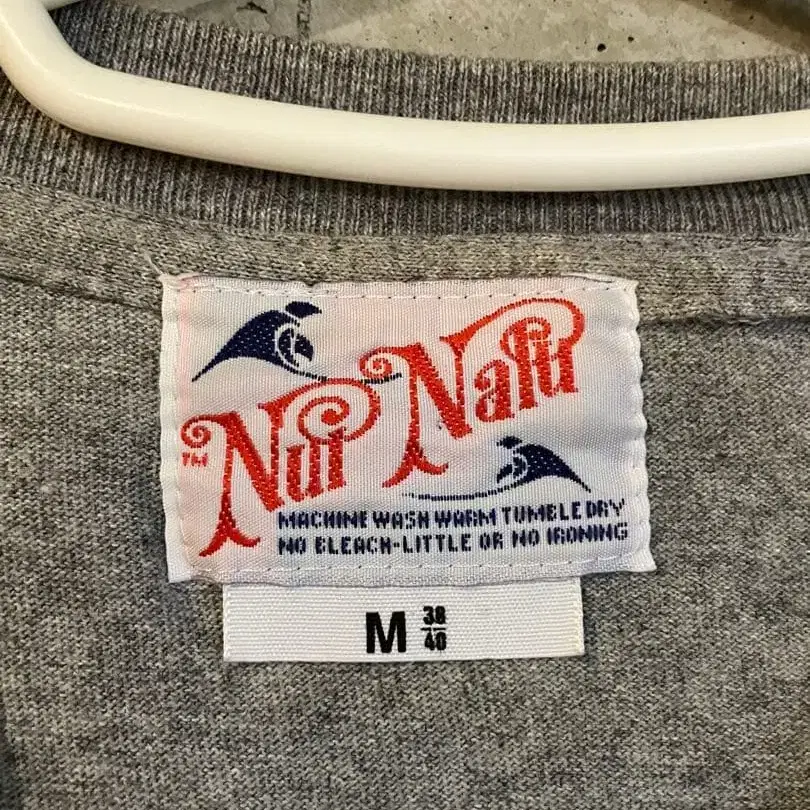 Nui Nalu
™
MACHINE WASH WARM TUMBLE DRY
NO BLEACH-LITTLE OR NO IRONING
M 38/40